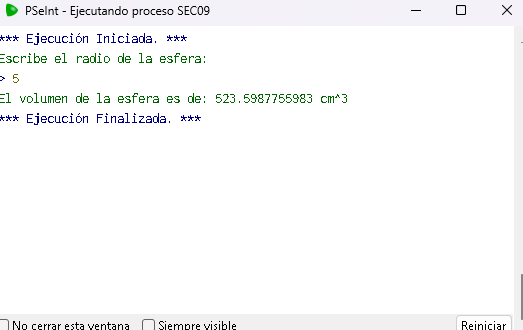 PSeInt - Ejecutando proceso SEC09
*** Ejecución Iniciada. ***
Escribe el radio de la esfera:
> 5
El volumen de la esfera es de: 523.5987755983 cm^3
*** Ejecución Finalizada. ***
No cerrar esta ventana Siempre visible Reiniciar